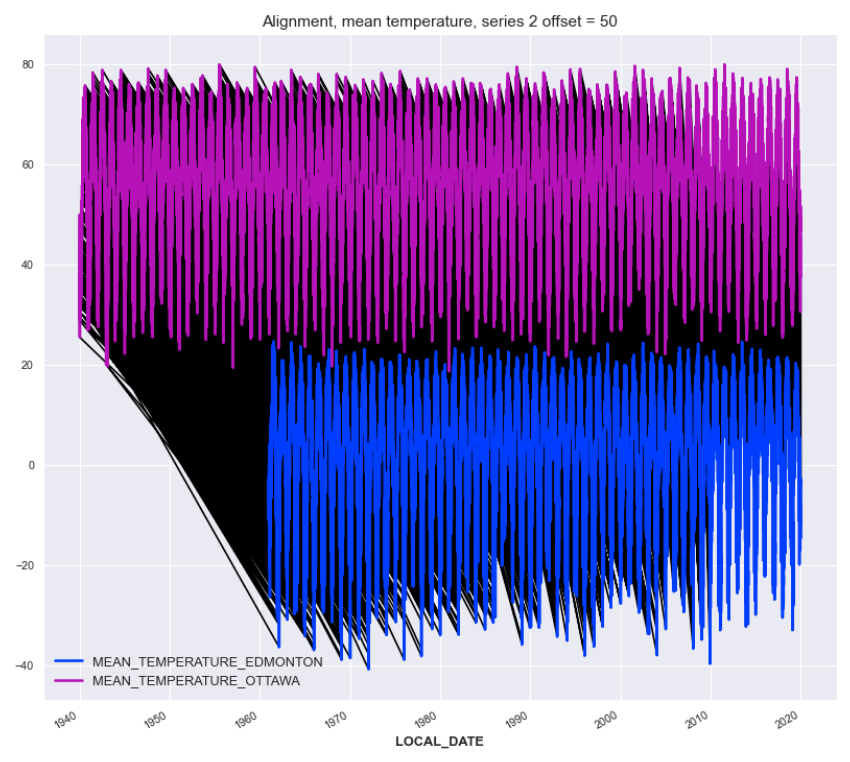 Alignment, mean temperature, series 2 offset = 50
80
60
40
20
0
−20
−40
MEAN_TEMPERATURE_EDMONTON
MEAN_TEMPERATURE_OTTAWA
1940 1950 1960 1970 1980 1990 2000 2010 2020
LOCAL_DATE